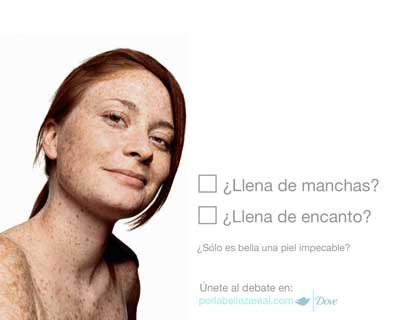 ¿Llena de manchas?
¿Llena de encanto?
¿Sólo es bella una piel impecable?
Únete al debate en:
porlabellezareal.com Dove